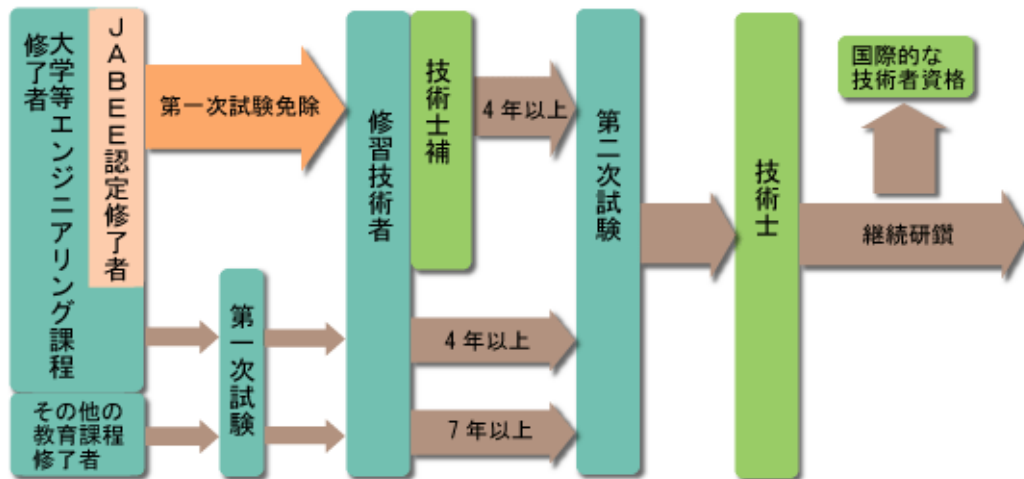 大学等エンジニアリング課程
修了者
JABEE認定修了者
第一次試験免除
修習技術者
技術士補
4年以上
第二次試験
技術士
国際的な
技術者資格
継続研鑽
第一次試験
4年以上
その他の
教育課程
修了者
7年以上